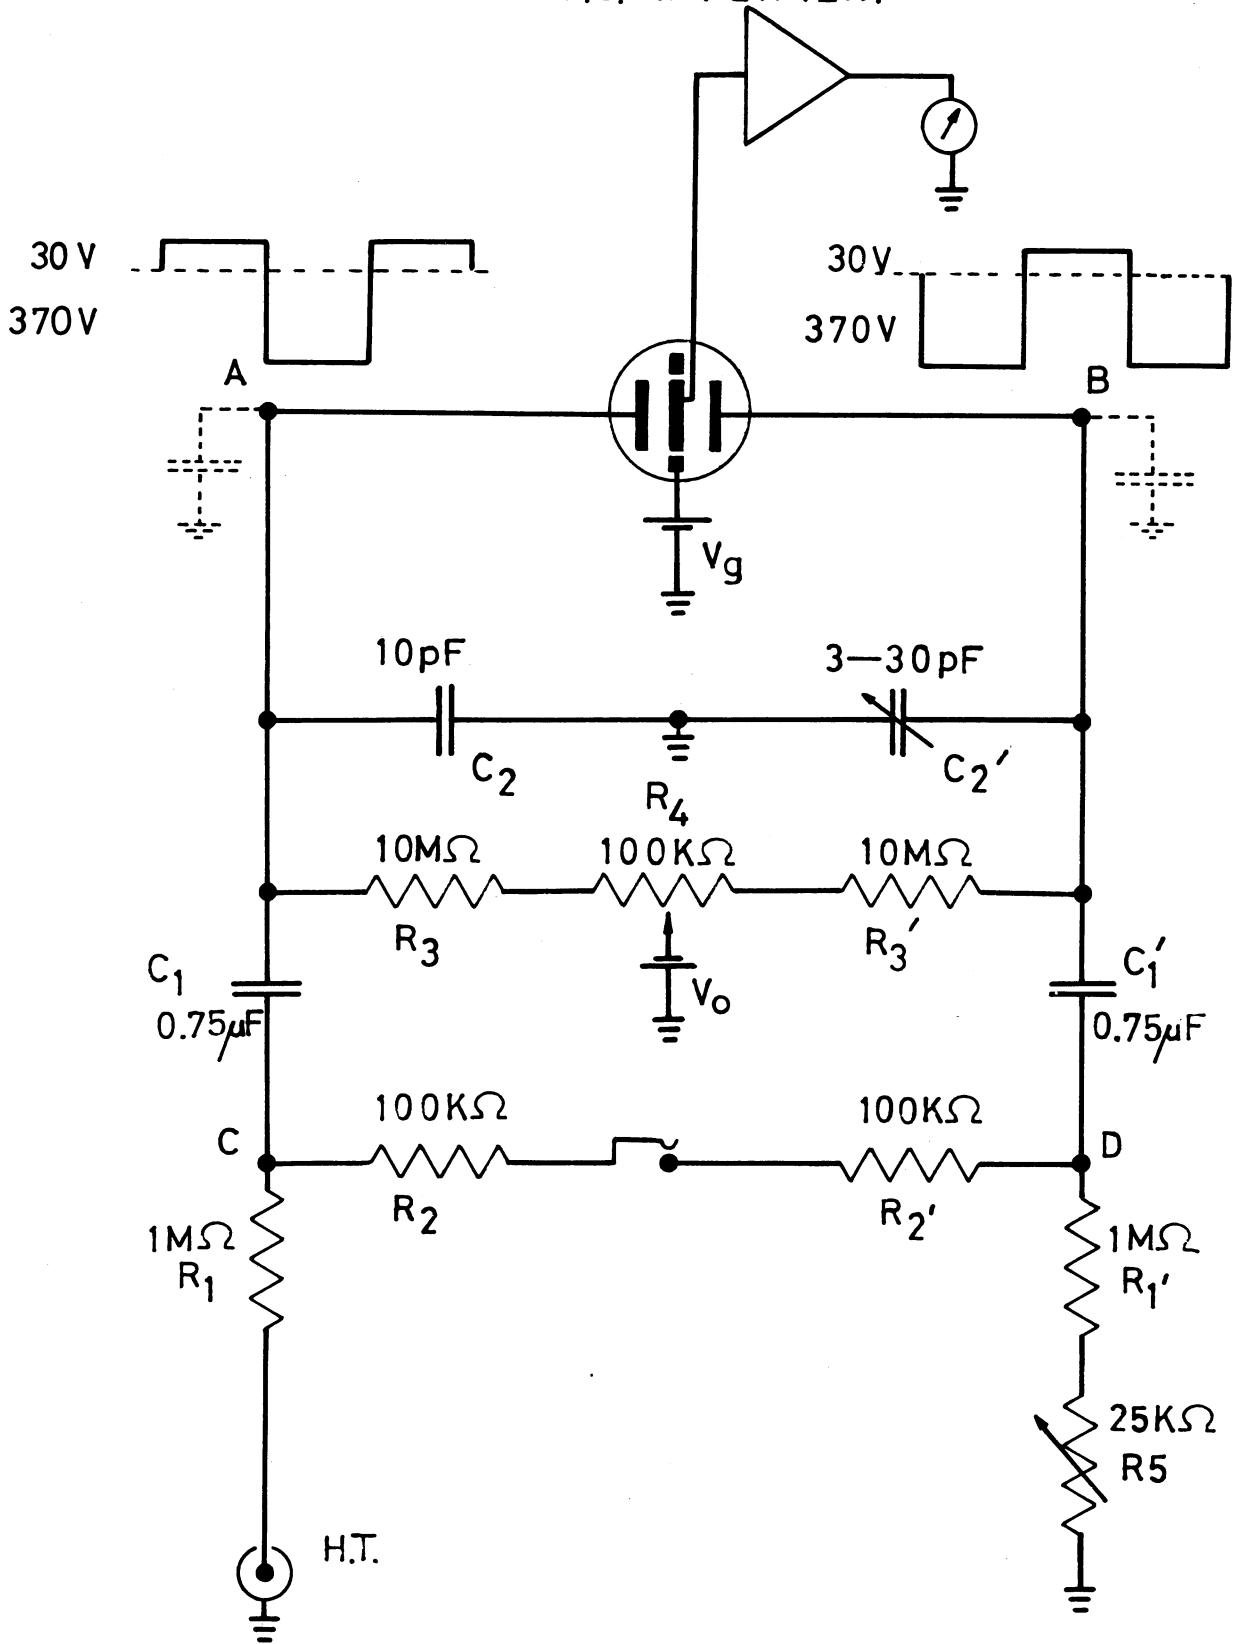 30V
370V
A
30V
370V
B
Vg
10pF
3—30pF
C2
C2'
R4
10MΩ
100KΩ
10MΩ
R3
R3'
C1
0.75µF
Vo
C1'
0.75µF
100KΩ
100KΩ
C
D
R2
R2'
1MΩ
R1
1MΩ
R1'
25KΩ
R5
H.T.